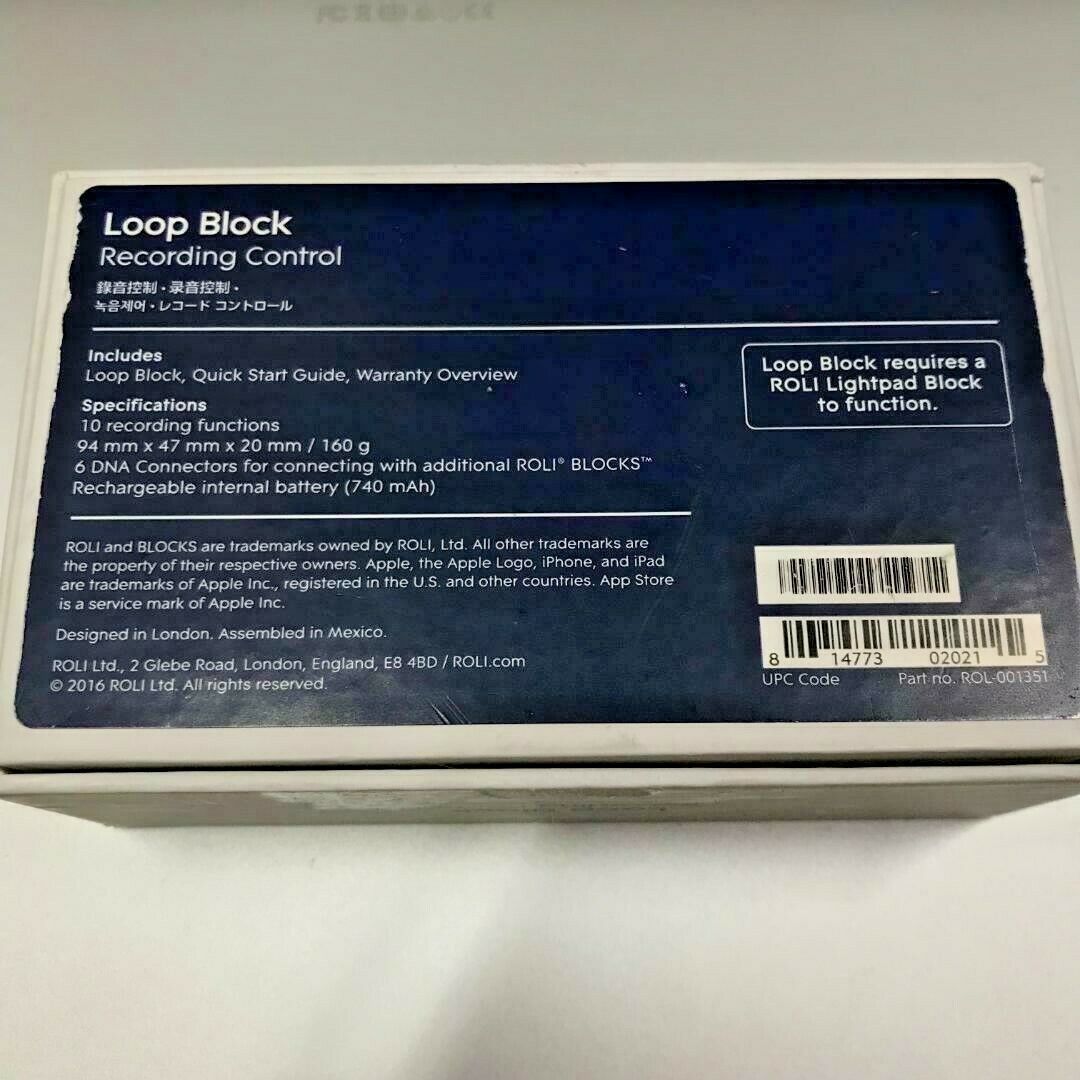 Loop Block
Recording Control
錄音控制・录音控制・
녹음제어・レコード コントロール
Includes
Loop Block, Quick Start Guide, Warranty Overview
Specifications
10 recording functions
94 mm x 47 mm x 20 mm / 160 g
6 DNA Connectors for connecting with additional ROLI® BLOCKS™
Rechargeable internal battery (740 mAh)
Loop Block requires a
ROLI Lightpad Block
to function.
ROLI and BLOCKS are trademarks owned by ROLI, Ltd. All other trademarks are
the property of their respective owners. Apple, the Apple Logo, iPhone, and iPad
are trademarks of Apple Inc., registered in the U.S. and other countries. App Store
is a service mark of Apple Inc.
Designed in London. Assembled in Mexico.
ROLI Ltd., 2 Glebe Road, London, England, E8 4BD / ROLI.com
© 2016 ROLI Ltd. All rights reserved.
8 14773 02021 5
UPC Code Part no. ROL-001351